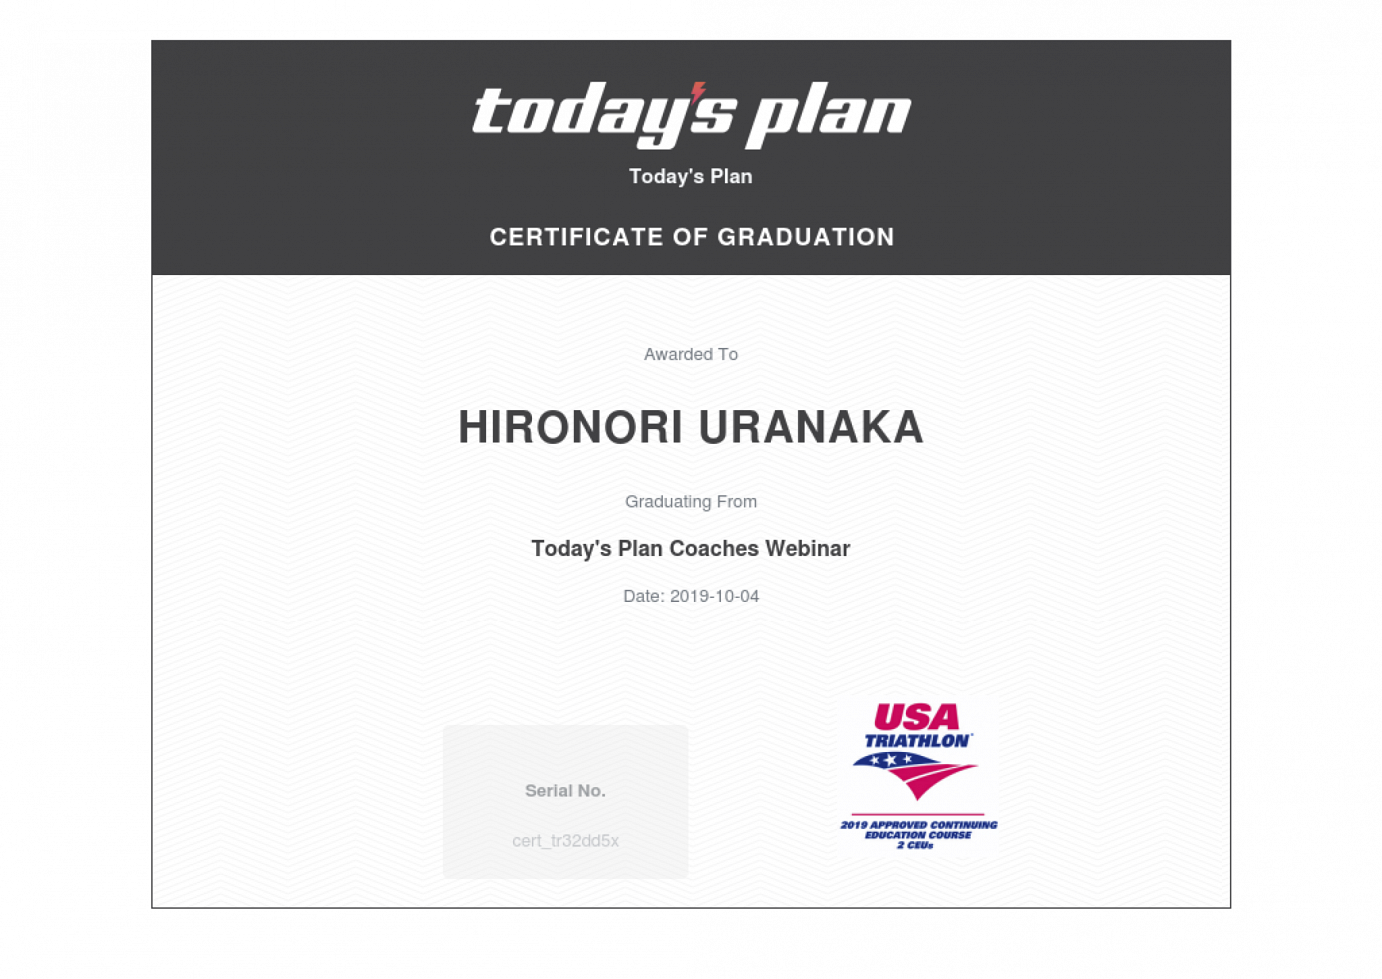 today's plan
Today's Plan
CERTIFICATE OF GRADUATION
Awarded To
HIRONORI URANAKA
Graduating From
Today's Plan Coaches Webinar
Date: 2019-10-04
Serial No.
cert_tr32dd5x
USA
TRIATHLON
2019 APPROVED CONTINUING
EDUCATION COURSE
2 CEUs